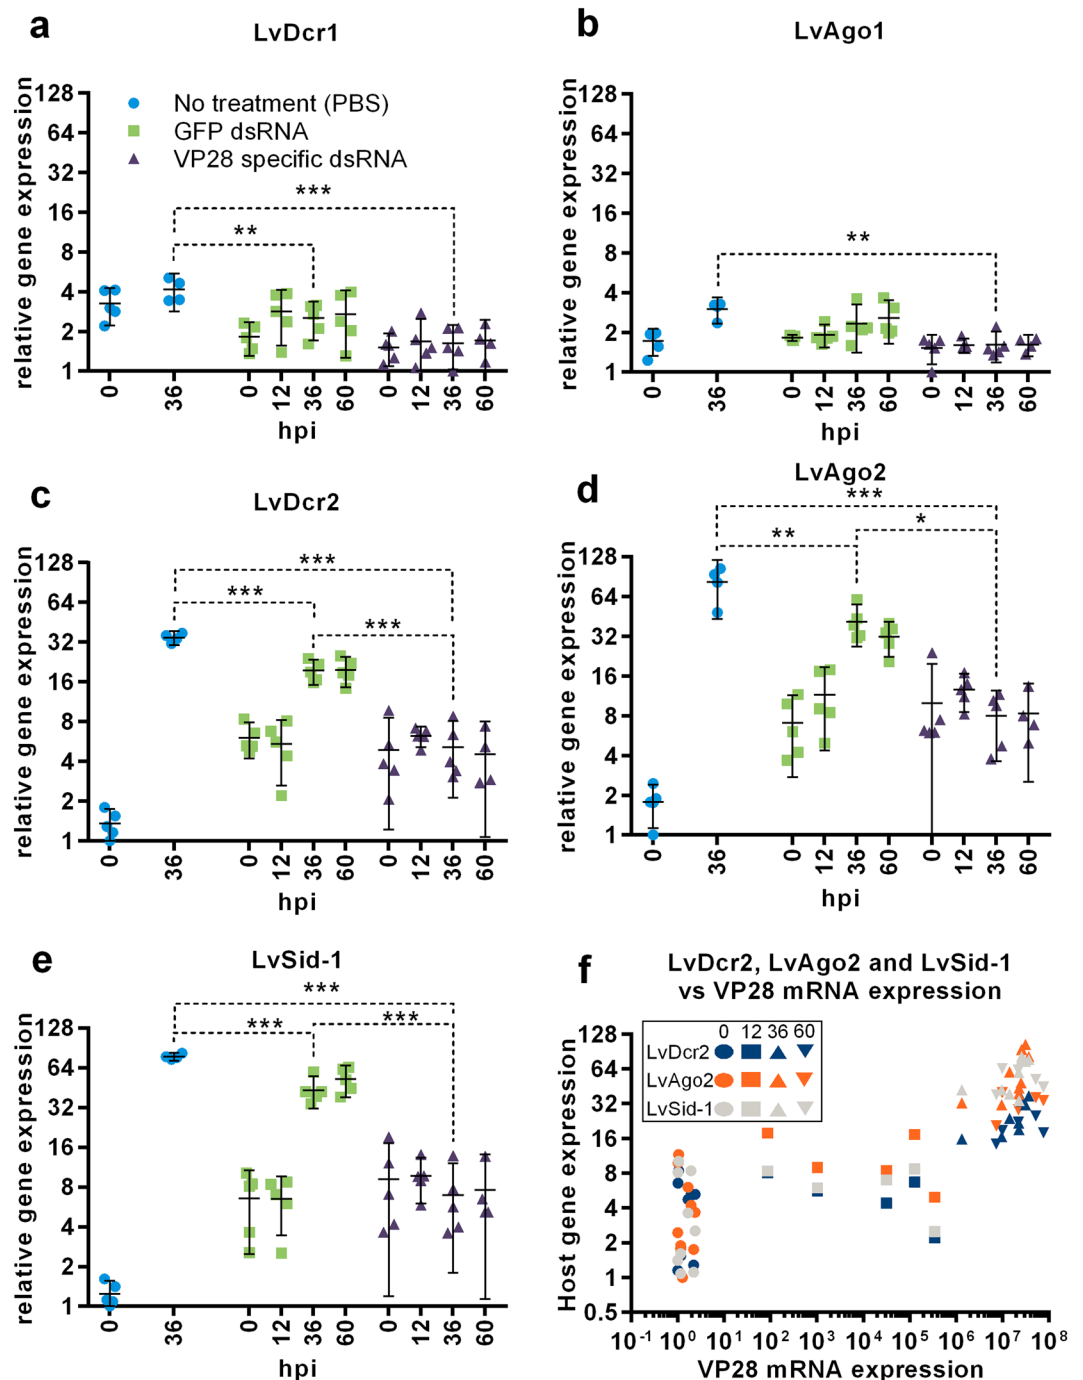 a
LvDcr1
relative gene expression
128
64
32
16
8
4
2
1
No treatment (PBS)
GFP dsRNA
VP28 specific dsRNA
***
**
0 36 0 12 36 60 0 12 36 60
hpi
b
LvAgo1
relative gene expression
128
64
32
16
8
4
2
1
**
0 36 0 12 36 60 0 12 36 60
hpi
c
LvDcr2
relative gene expression
128
64
32
16
8
4
2
1
***
***
***
0 36 0 12 36 60 0 12 36 60
hpi
d
LvAgo2
relative gene expression
128
64
32
16
8
4
2
1
***
**
*
0 36 0 12 36 60 0 12 36 60
hpi
e
LvSid-1
relative gene expression
128
64
32
16
8
4
2
1
***
***
***
0 36 0 12 36 60 0 12 36 60
hpi
f
LvDcr2, LvAgo2 and LvSid-1
vs VP28 mRNA expression
Host gene expression
128
64
32
16
8
4
2
1
0.5
0 12 36 60
LvDcr2
LvAgo2
LvSid-1
10⁻¹ 10⁰ 10¹ 10² 10³ 10⁴ 10⁵ 10⁶ 10⁷ 10⁸
VP28 mRNA expression